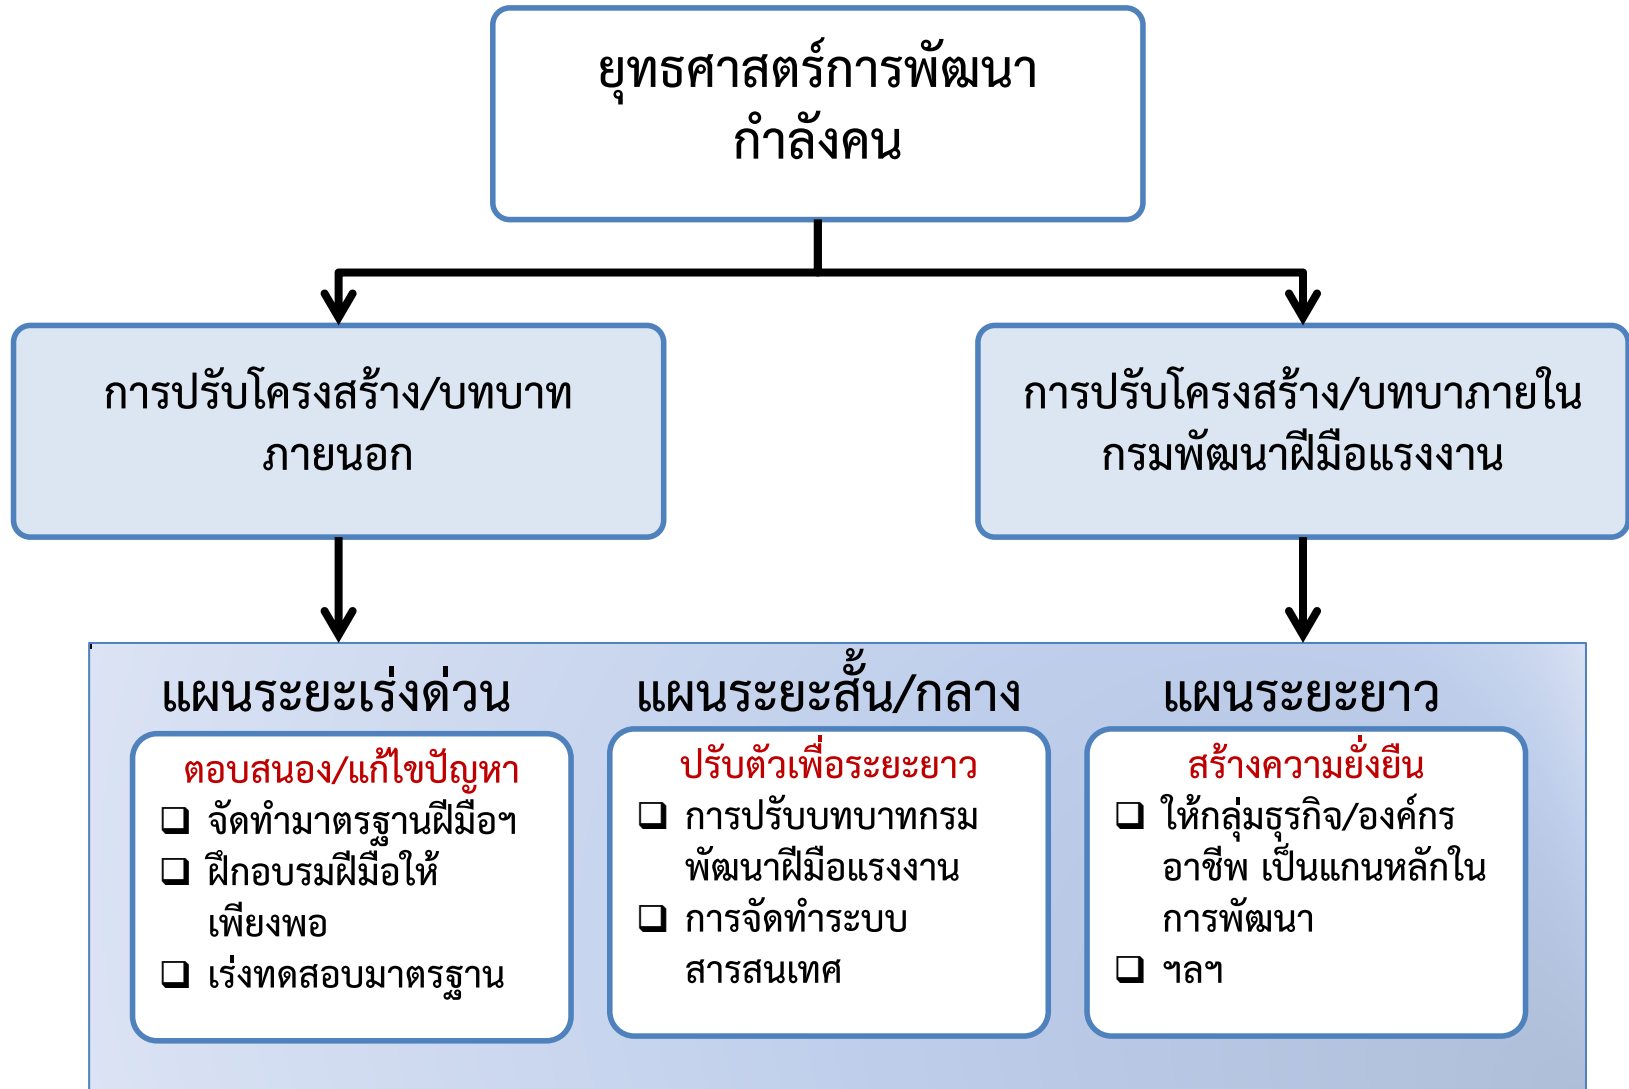 ยุทธศาสตร์การพัฒนา
กำลังคน
การปรับโครงสร้าง/บทบาท
ภายนอก
การปรับโครงสร้าง/บทบาภายใน
กรมพัฒนาฝีมือแรงงาน
แผนระยะเร่งด่วน
ตอบสนอง/แก้ไขปัญหา
❑ จัดทำมาตรฐานฝีมือฯ
❑ ฝึกอบรมฝีมือให้
เพียงพอ
❑ เร่งทดสอบมาตรฐาน
แผนระยะสั้น/กลาง
ปรับตัวเพื่อระยะยาว
❑ การปรับบทบาทกรม
พัฒนาฝีมือแรงงาน
❑ การจัดทำระบบ
สารสนเทศ
แผนระยะยาว
สร้างความยั่งยืน
❑ ให้กลุ่มธุรกิจ/องค์กร
อาชีพ เป็นแกนหลักใน
การพัฒนา
❑ ฯลฯ